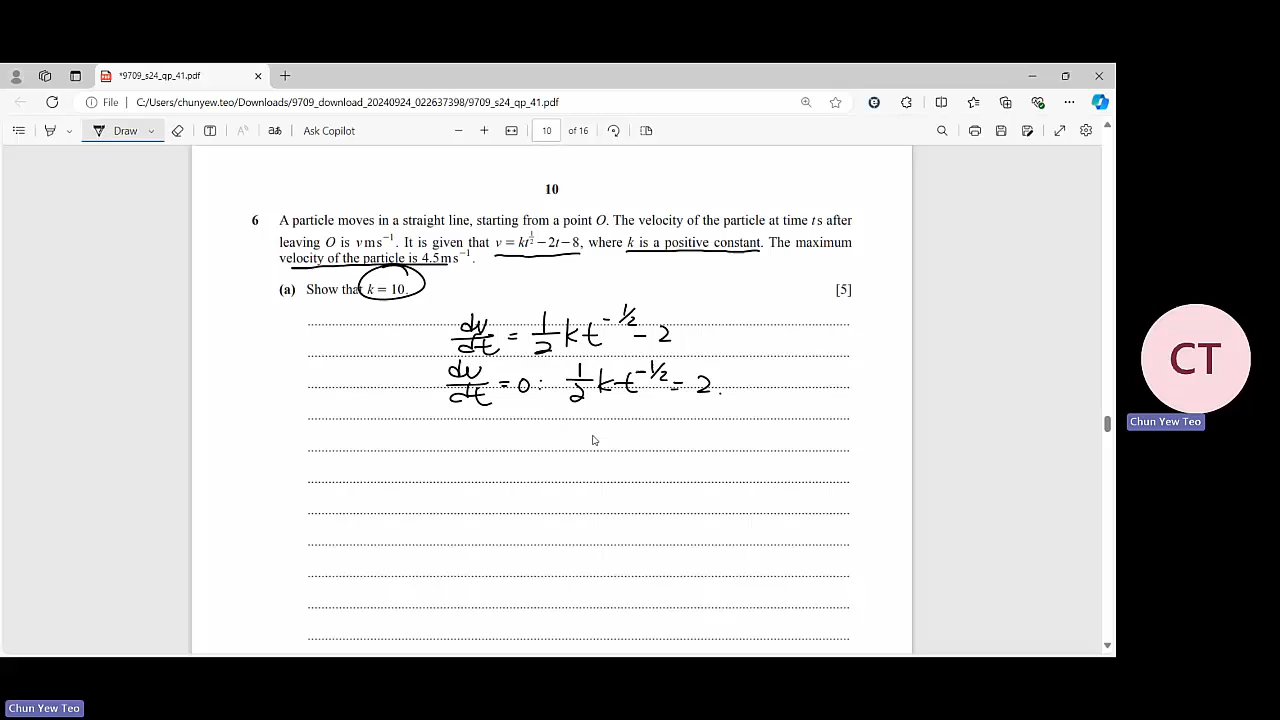 *9709_s24_qp_41.pdf
File C:/Users/chunyew.teo/Downloads/9709_download_20240924_022637398/9709_s24_qp_41.pdf
Draw Ask Copilot 10 of 16
10
6 A particle moves in a straight line, starting from a point O. The velocity of the particle at time t s after
leaving O is v m s⁻¹. It is given that v = kt^½ − 2t − 8, where k is a positive constant. The maximum
velocity of the particle is 4.5 m s⁻¹.
(a) Show that k = 10. [5]
dv/dt = 1/2 k t^-1/2 - 2
dv/dt = 0 : 1/2 k t^-1/2 = 2.
CT
Chun Yew Teo
Chun Yew Teo